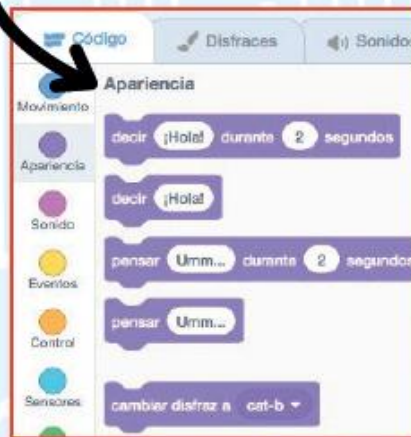 Código Disfraces Sonidos
Apariencia
Movimiento
decir ¡Hola! durante 2 segundos
Apariencia
decir ¡Hola!
Sonido
pensar Umm... durante 2 segundos
Eventos
pensar Umm...
Control
Sensores
cambiar disfraz a cat-b